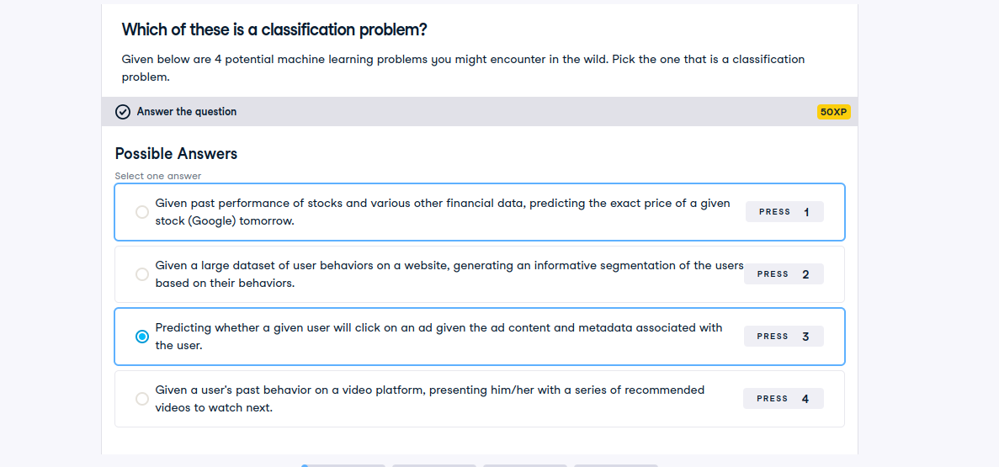 Which of these is a classification problem?
Given below are 4 potential machine learning problems you might encounter in the wild. Pick the one that is a classification
problem.
Answer the question
50XP
Possible Answers
Select one answer
Given past performance of stocks and various other financial data, predicting the exact price of a given
stock (Google) tomorrow.
PRESS 1
Given a large dataset of user behaviors on a website, generating an informative segmentation of the users
based on their behaviors.
PRESS 2
Predicting whether a given user will click on an ad given the ad content and metadata associated with
the user.
PRESS 3
Given a user's past behavior on a video platform, presenting him/her with a series of recommended
videos to watch next.
PRESS 4